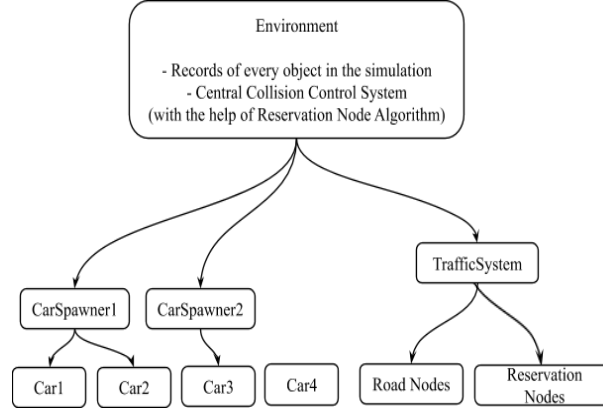 Environment
- Records of every object in the simulation
- Central Collision Control System
(with the help of Reservation Node Algorithm)
TrafficSystem
CarSpawner1
CarSpawner2
Car1
Car2
Car3
Car4
Road Nodes
Reservation
Nodes